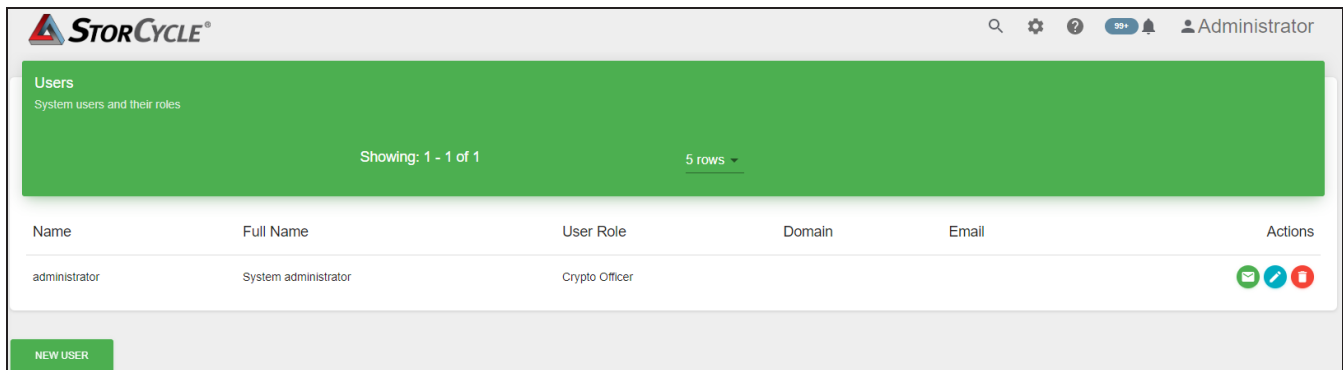 STORCYCLE®
99+
Administrator
Users
System users and their roles
Showing: 1 - 1 of 1
5 rows
Name Full Name User Role Domain Email Actions
administrator System administrator Crypto Officer
NEW USER